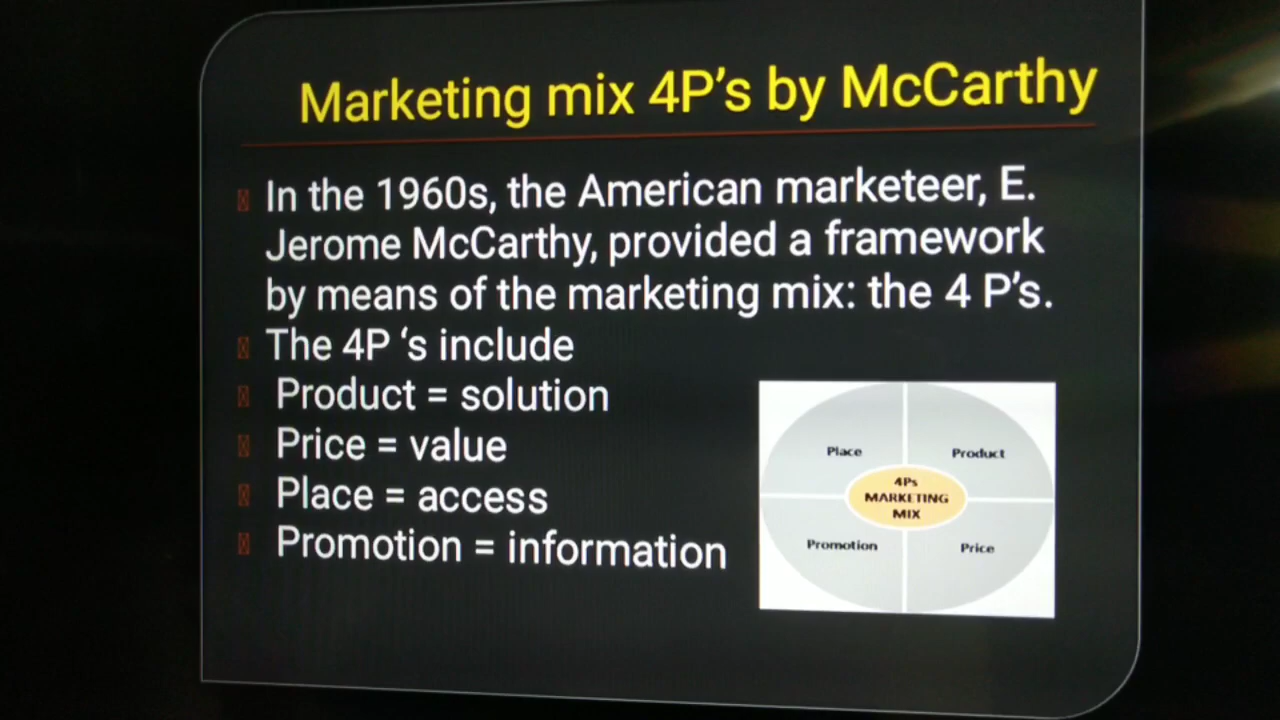 Marketing mix 4P's by McCarthy
In the 1960s, the American marketeer, E.
Jerome McCarthy, provided a framework
by means of the marketing mix: the 4 P's.
The 4P 's include
Product = solution
Price = value
Place = access
Promotion = information
Place
Product
4Ps
MARKETING
MIX
Promotion
Price